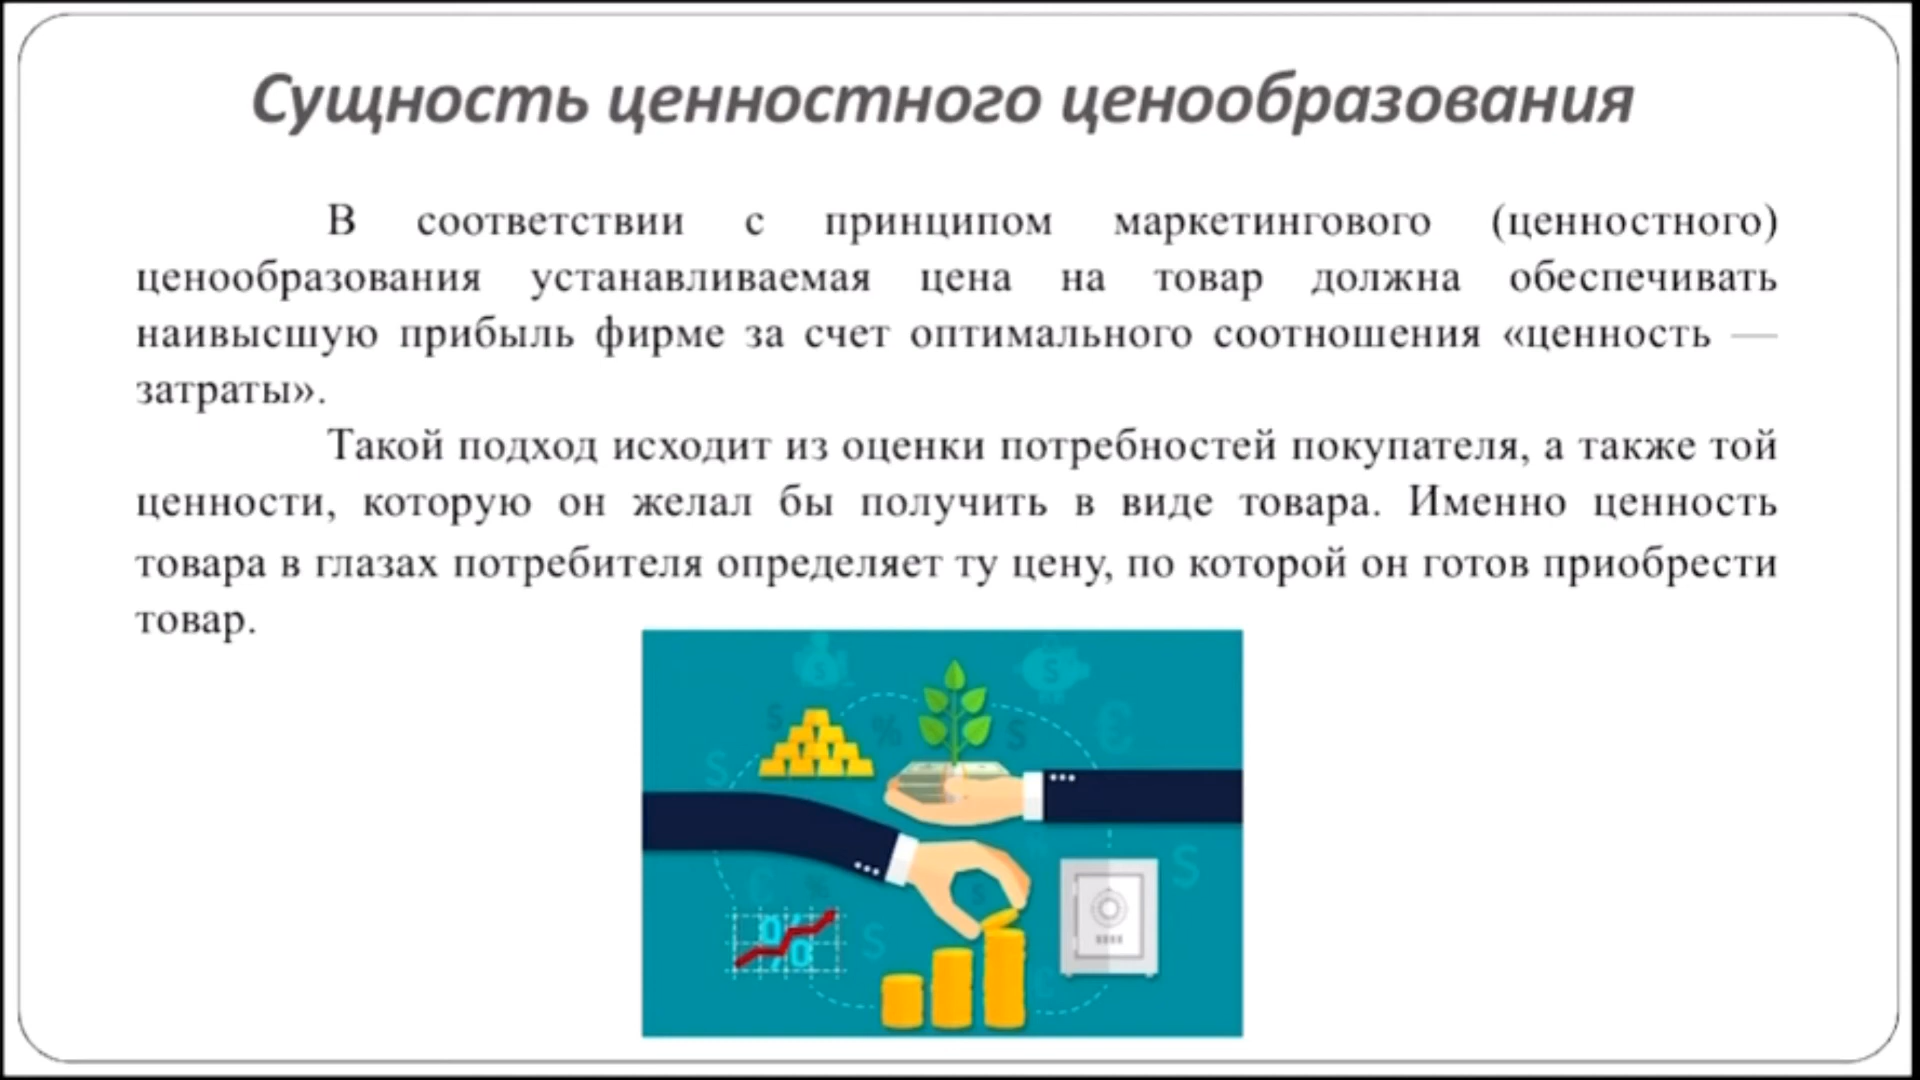 Сущность ценностного ценообразования
В соответствии с принципом маркетингового (ценностного)
ценообразования устанавливаемая цена на товар должна обеспечивать
наивысшую прибыль фирме за счет оптимального соотношения «ценность —
затраты».
Такой подход исходит из оценки потребностей покупателя, а также той
ценности, которую он желал бы получить в виде товара. Именно ценность
товара в глазах потребителя определяет ту цену, по которой он готов приобрести
товар.